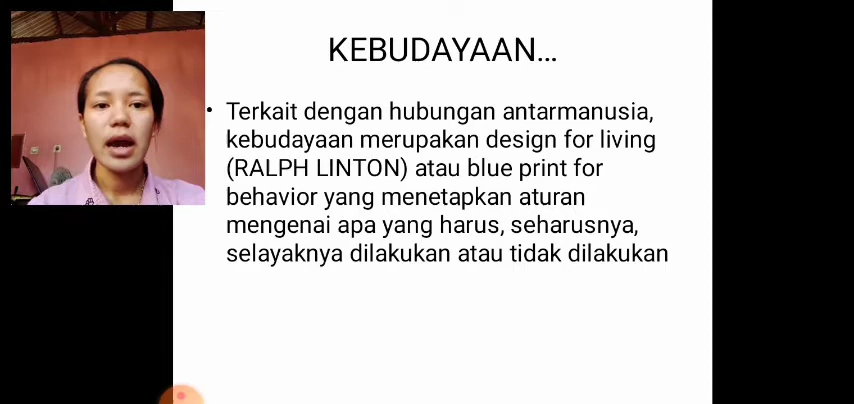 KEBUDAYAAN...
• Terkait dengan hubungan antarmanusia,
kebudayaan merupakan design for living
(RALPH LINTON) atau blue print for
behavior yang menetapkan aturan
mengenai apa yang harus, seharusnya,
selayaknya dilakukan atau tidak dilakukan